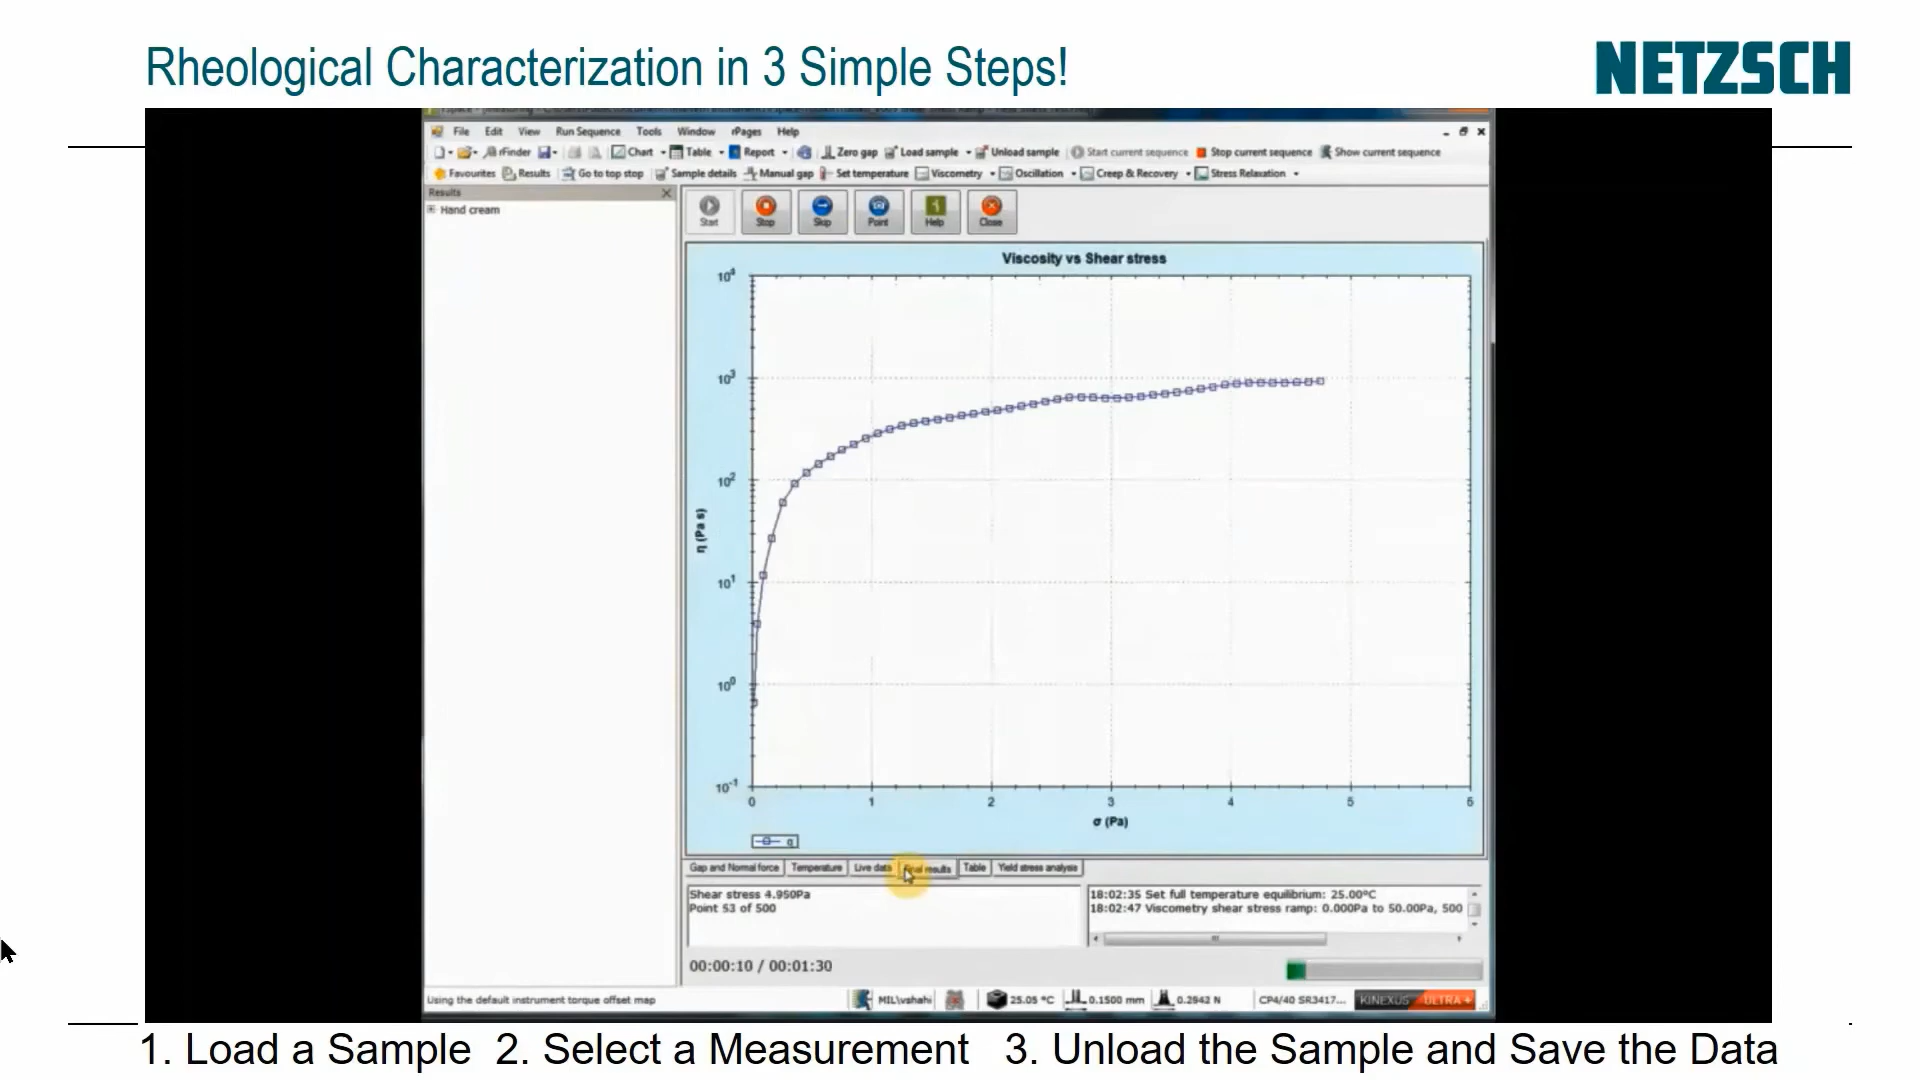 Rheological Characterization in 3 Simple Steps!
NETZSCH
File Edit View Run Sequence Tools Window rPages Help
rFinder Chart Table Report Zero gap Load sample Unload sample Start current sequence Stop current sequence Show current sequence
Favourites Results Go to top stop Sample details Manual gap Set temperature Viscometry Oscillation Creep & Recovery Stress Relaxation
Results
Hand cream
Start Stop Skip Point Help Close
Viscosity vs Shear stress
10⁴
10³
10²
10¹
10⁰
10⁻¹
η (Pa s)
0 1 2 3 4 5 6
σ (Pa)
η
Gap and Normal force Temperature Live data Final results Table Yield stress analysis
Shear stress 4.950Pa
Point 53 of 500
18:02:35 Set full temperature equilibrium: 25.00°C
18:02:47 Viscometry shear stress ramp: 0.000Pa to 50.00Pa, 500
00:00:10 / 00:01:30
Using the default instrument torque offset map
MIL\vshahi 25.05 °C 0.1500 mm 0.2942 N CP4/40 SR3417... KINEXUS ULTRA+
1. Load a Sample 2. Select a Measurement 3. Unload the Sample and Save the Data